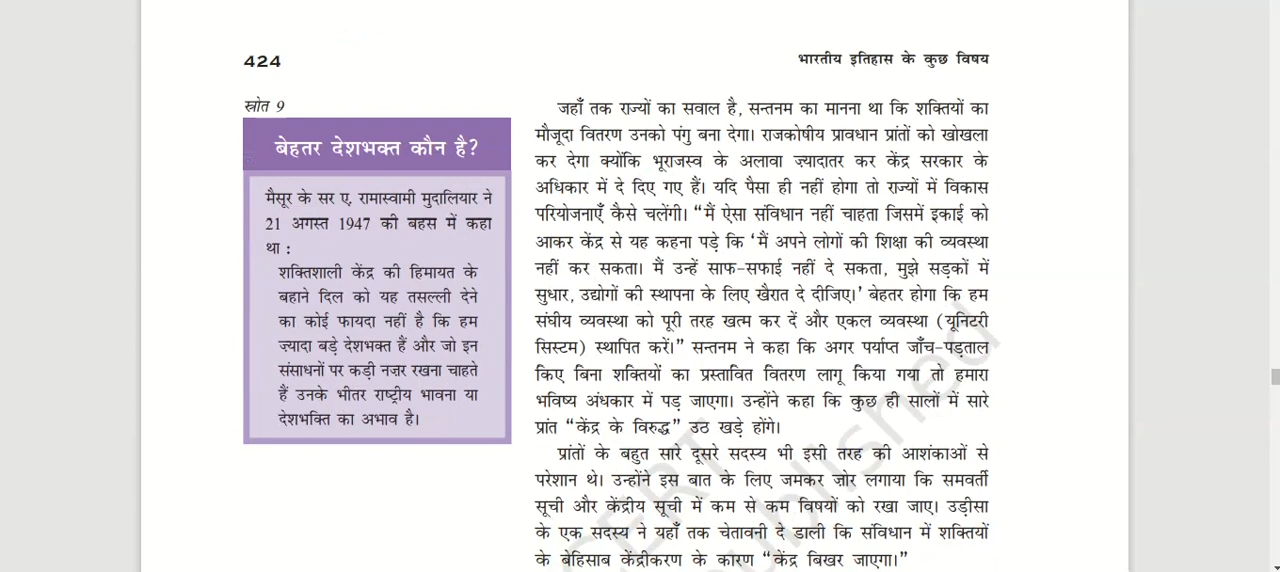 424
भारतीय इतिहास के कुछ विषय
स्रोत 9
बेहतर देशभक्त कौन है?
मैसूर के सर ए. रामास्वामी मुदालियार ने
21 अगस्त 1947 की बहस में कहा
था :
शक्तिशाली केंद्र की हिमायत के
बहाने दिल को यह तसल्ली देने
का कोई फायदा नहीं है कि हम
ज़्यादा बड़े देशभक्त हैं और जो इन
संसाधनों पर कड़ी नज़र रखना चाहते
हैं उनके भीतर राष्ट्रीय भावना या
देशभक्ति का अभाव है।
जहाँ तक राज्यों का सवाल है, सन्तनम का मानना था कि शक्तियों का
मौजूदा वितरण उनको पंगु बना देगा। राजकोषीय प्रावधान प्रांतों को खोखला
कर देगा क्योंकि भूराजस्व के अलावा ज़्यादातर कर केंद्र सरकार के
अधिकार में दे दिए गए हैं। यदि पैसा ही नहीं होगा तो राज्यों में विकास
परियोजनाएँ कैसे चलेंगी। “मैं ऐसा संविधान नहीं चाहता जिसमें इकाई को
आकर केंद्र से यह कहना पड़े कि ‘मैं अपने लोगों की शिक्षा की व्यवस्था
नहीं कर सकता। मैं उन्हें साफ-सफाई नहीं दे सकता, मुझे सड़कों में
सुधार, उद्योगों की स्थापना के लिए खैरात दे दीजिए।’ बेहतर होगा कि हम
संघीय व्यवस्था को पूरी तरह खत्म कर दें और एकल व्यवस्था (यूनिटरी
सिस्टम) स्थापित करें।” सन्तनम ने कहा कि अगर पर्याप्त जाँच-पड़ताल
किए बिना शक्तियों का प्रस्तावित वितरण लागू किया गया तो हमारा
भविष्य अंधकार में पड़ जाएगा। उन्होंने कहा कि कुछ ही सालों में सारे
प्रांत “केंद्र के विरुद्ध” उठ खड़े होंगे।
प्रांतों के बहुत सारे दूसरे सदस्य भी इसी तरह की आशंकाओं से
परेशान थे। उन्होंने इस बात के लिए जमकर ज़ोर लगाया कि समवर्ती
सूची और केंद्रीय सूची में कम से कम विषयों को रखा जाए। उड़ीसा
के एक सदस्य ने यहाँ तक चेतावनी दे डाली कि संविधान में शक्तियों
के बेहिसाब केंद्रीकरण के कारण “केंद्र बिखर जाएगा।”